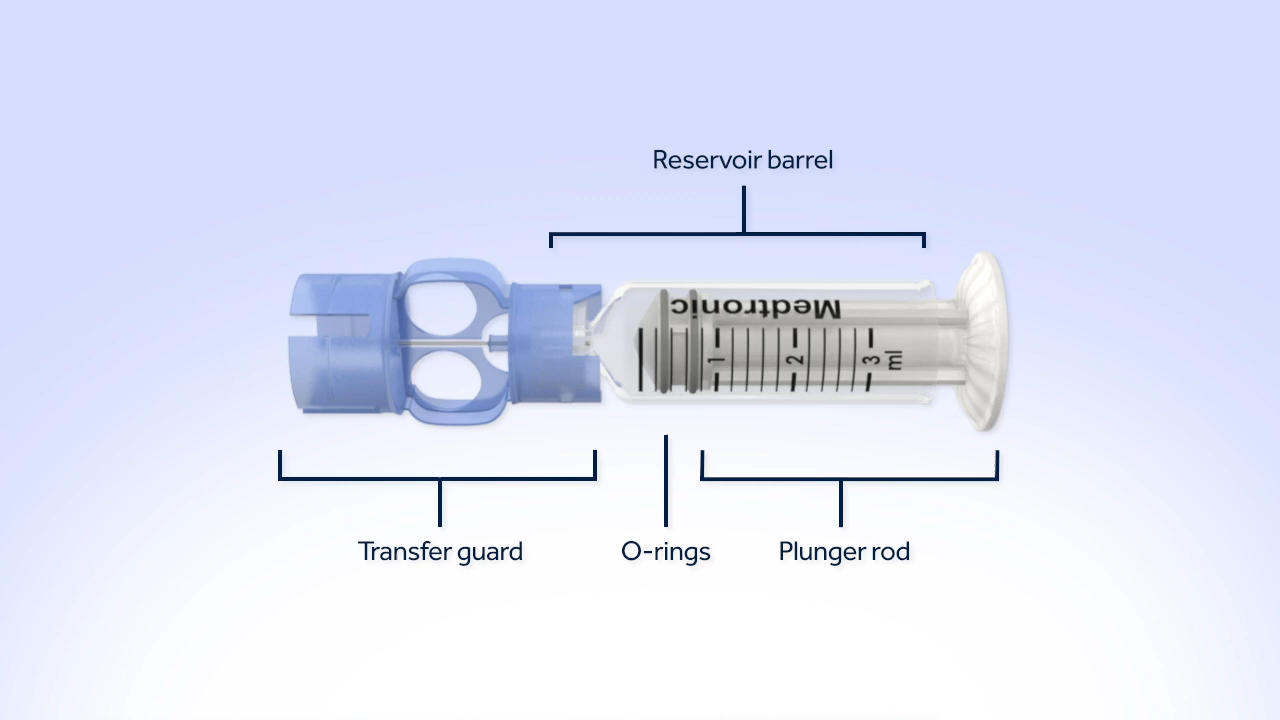 Reservoir barrel
Medtronic
1 2 3 ml
Transfer guard O-rings Plunger rod